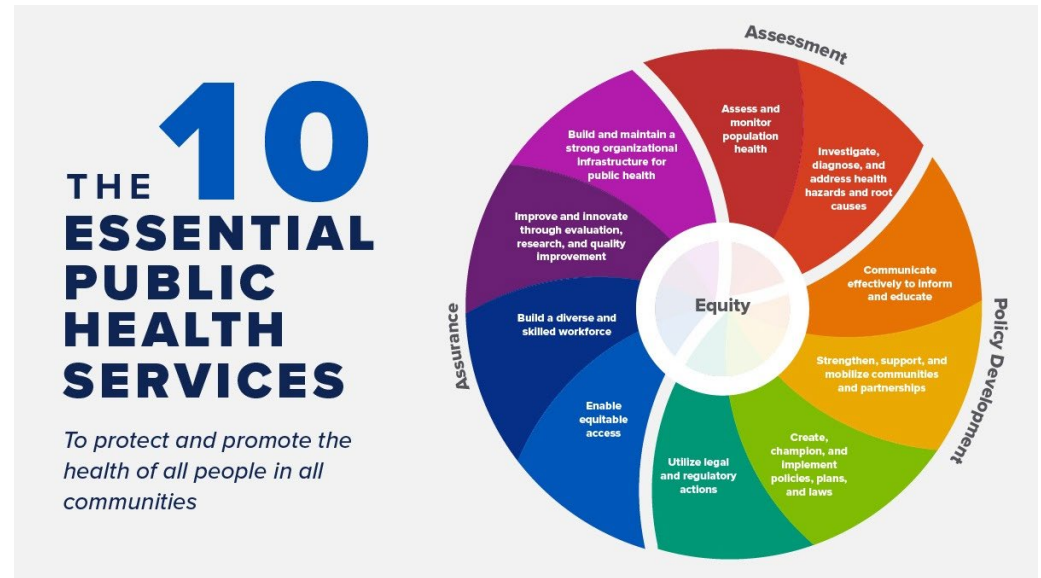 THE 10
ESSENTIAL
PUBLIC
HEALTH
SERVICES
To protect and promote the
health of all people in all
communities
Assessment
Assess and
monitor
population
health
Investigate,
diagnose, and
address health
hazards and root
causes
Policy Development
Communicate
effectively to inform
and educate
Strengthen, support, and
mobilize communities
and partnerships
Create,
champion, and
implement
policies, plans,
and laws
Utilize legal
and regulatory
actions
Assurance
Enable
equitable
access
Build a diverse and
skilled workforce
Improve and innovate
through evaluation,
research, and quality
improvement
Build and maintain a
strong organizational
infrastructure for
public health
Equity